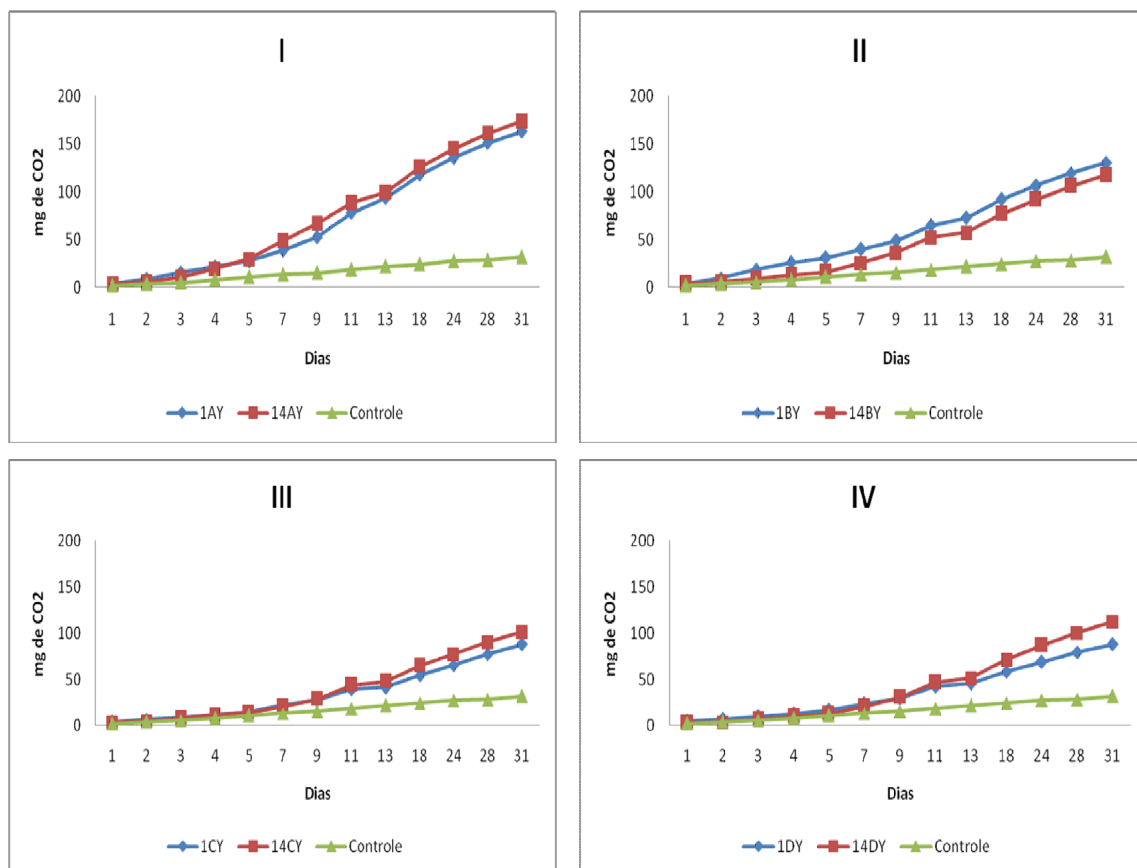 I
mg de CO2
200
150
100
50
0
1 2 3 4 5 7 9 11 13 18 24 28 31
Dias
1AY 14AY Controle
II
mg de CO2
200
150
100
50
0
1 2 3 4 5 7 9 11 13 18 24 28 31
Dias
1BY 14BY Controle
III
mg de CO2
200
150
100
50
0
1 2 3 4 5 7 9 11 13 18 24 28 31
Dias
1CY 14CY Controle
IV
mg de CO2
200
150
100
50
0
1 2 3 4 5 7 9 11 13 18 24 28 31
Dias
1DY 14DY Controle